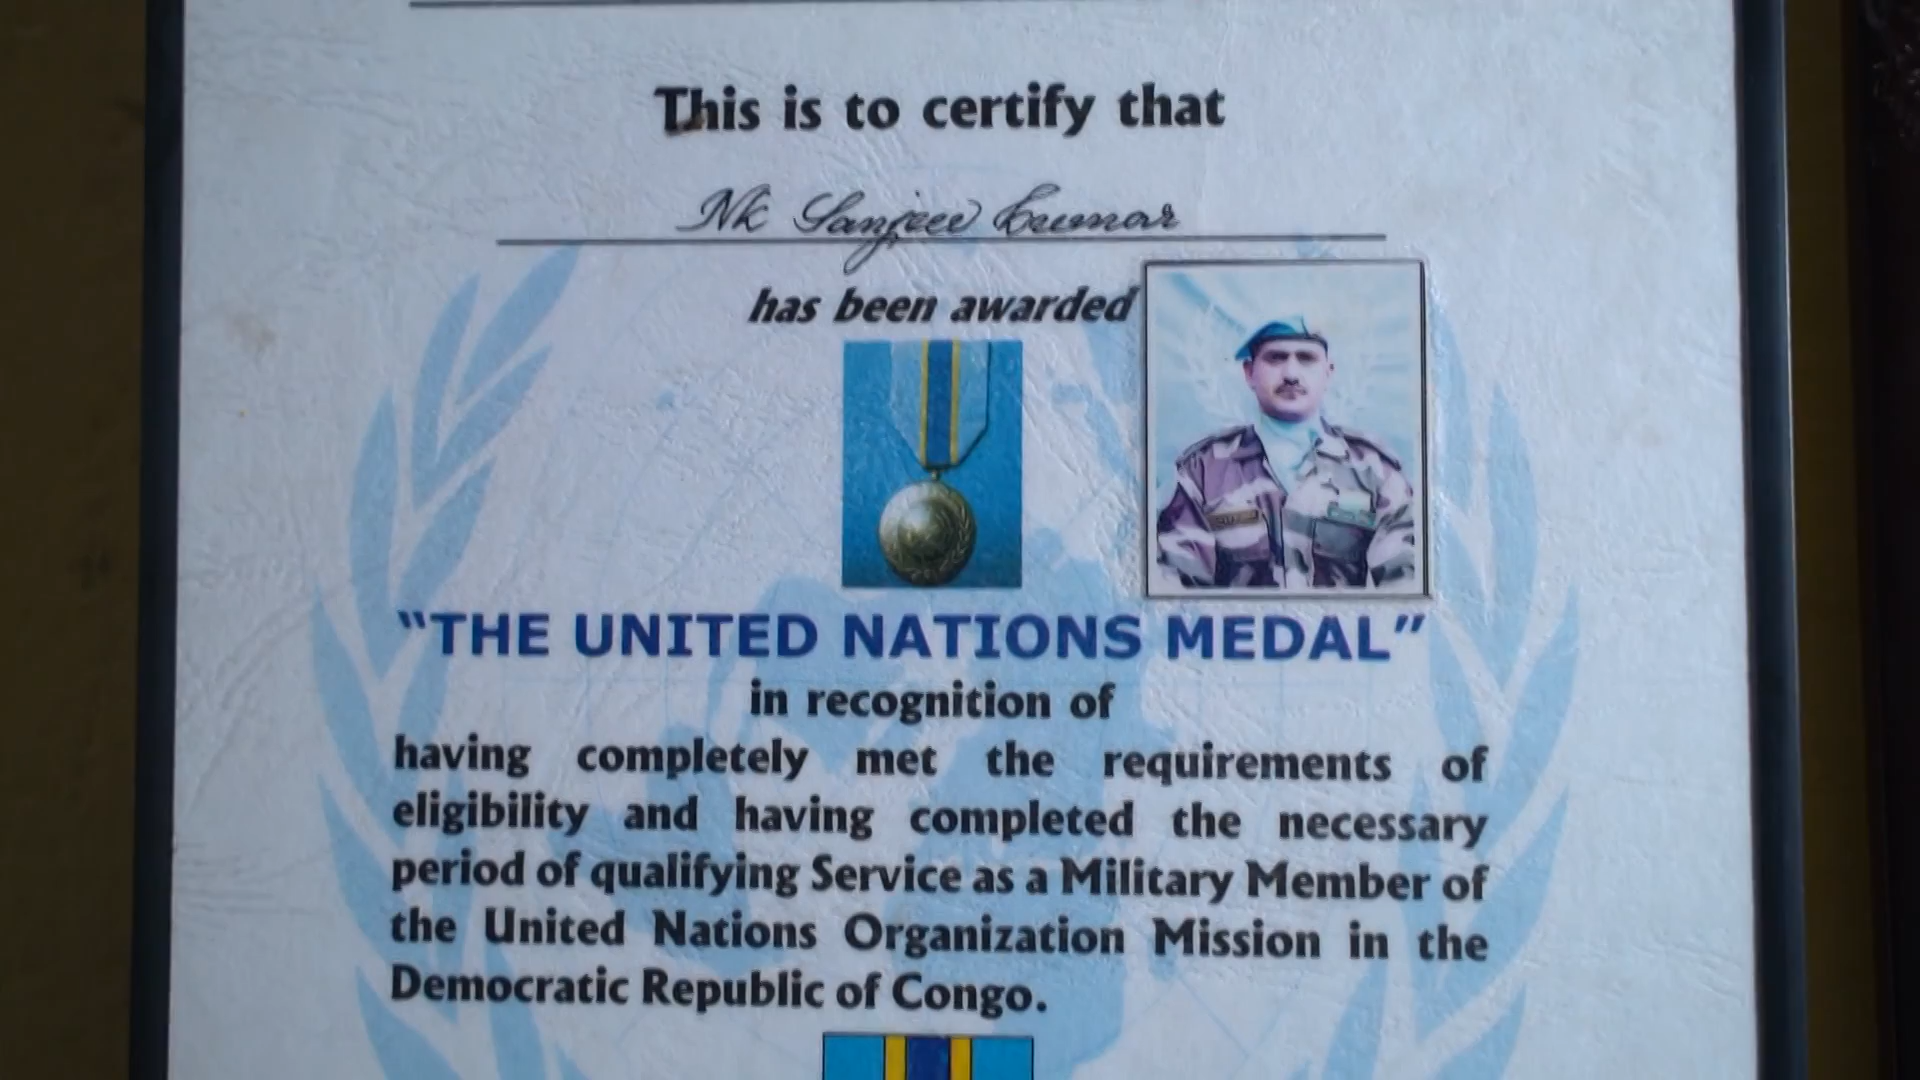 This is to certify that
Nk Sanjeev Kumar
has been awarded
“THE UNITED NATIONS MEDAL”
in recognition of
having completely met the requirements of
eligibility and having completed the necessary
period of qualifying Service as a Military Member of
the United Nations Organization Mission in the
Democratic Republic of Congo.